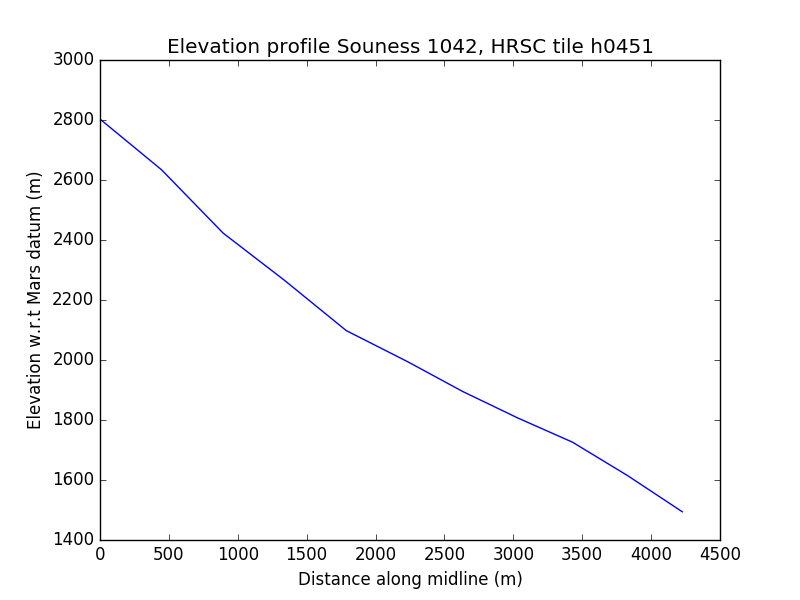 Elevation profile Souness 1042, HRSC tile h0451
3000
2800
2600
2400
2200
2000
1800
1600
1400
Elevation w.r.t Mars datum (m)
0 500 1000 1500 2000 2500 3000 3500 4000 4500
Distance along midline (m)